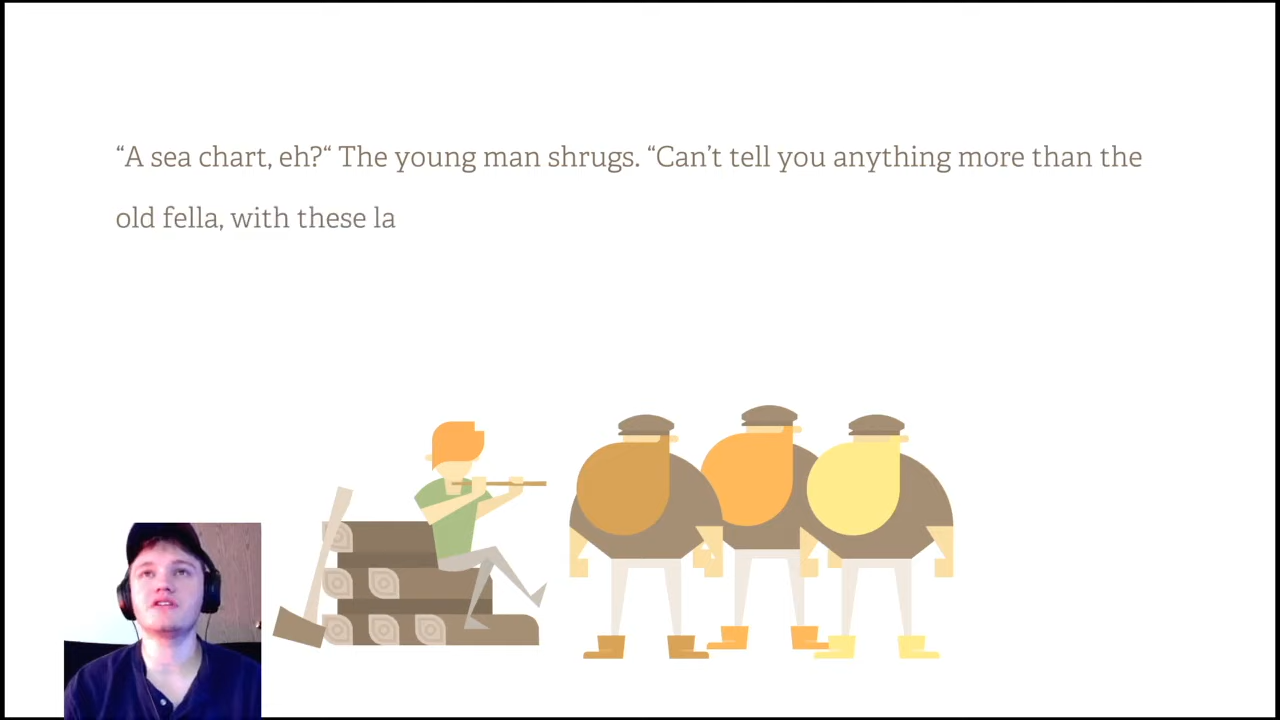 “A sea chart, eh?“ The young man shrugs. “Can’t tell you anything more than the
old fella, with these la